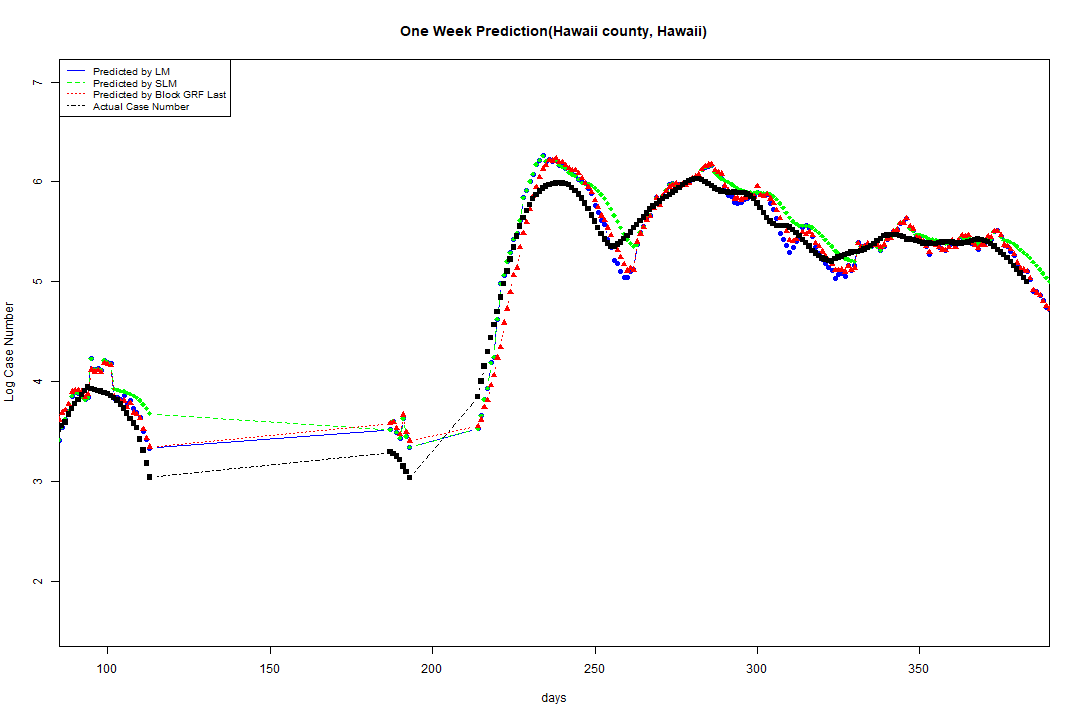 One Week Prediction(Hawaii county, Hawaii)
Predicted by LM
Predicted by SLM
Predicted by Block GRF Last
Actual Case Number
Log Case Number
7
6
5
4
3
2
100 150 200 250 300 350
days